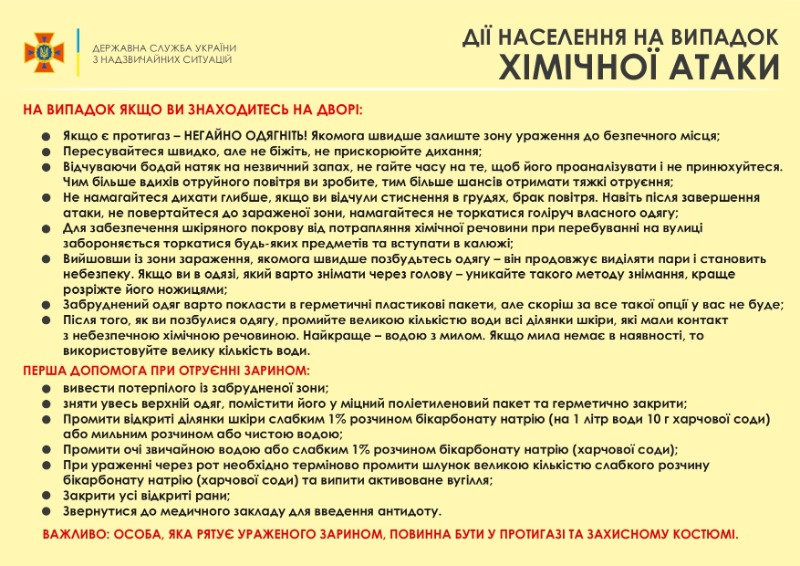 ДЕРЖАВНА СЛУЖБА УКРАЇНИ
З НАДЗВИЧАЙНИХ СИТУАЦІЙ
ДІЇ НАСЕЛЕННЯ НА ВИПАДОК
ХІМІЧНОЇ АТАКИ
НА ВИПАДОК ЯКЩО ВИ ЗНАХОДИТЕСЬ НА ДВОРІ:
● Якщо є протигаз – НЕГАЙНО ОДЯГНІТЬ! Якомога швидше залиште зону ураження до безпечного місця;
● Пересувайтеся швидко, але не біжіть, не прискорюйте дихання;
● Відчуваючи бодай натяк на незвичний запах, не гайте часу на те, щоб його проаналізувати і не принюхуйтеся.
Чим більше вдихів отруйного повітря ви зробите, тим більше шансів отримати тяжкі отруєння;
● Не намагайтеся дихати глибше, якщо ви відчули стиснення в грудях, брак повітря. Навіть після завершення
атаки, не повертайтеся до зараженої зони, намагайтеся не торкатися голіруч власного одягу;
● Для забезпечення шкіряного покрову від потрапляння хімічної речовини при перебуванні на вулиці
забороняється торкатися будь-яких предметів та вступати в калюжі;
● Вийшовши із зони зараження, якомога швише позбудьтесь одягу – він продовжує виділяти пари і становить
небезпеку. Якщо ви в одязі, який варто знімати через голову – уникайте такого методу знімання, краще
розріжте його ножицями;
● Забруднений одяг варто покласти в герметичні пластикові пакети, але скоріш за все такої опції у вас не буде;
● Після того, як ви позбулися одягу, промийте великою кількістю води всі ділянки шкіри, які мали контакт
з небезпечною хімічною речовиною. Найкраще – водою з милом. Якщо мила немає в наявності, то
використовуйте велику кількість води.
ПЕРША ДОПОМОГА ПРИ ОТРУЄННІ ЗАРИНОМ:
● вивести потерпілого із забрудненої зони;
● зняти увесь верхній одяг, помістити його у міцний поліетиленовий пакет та герметично закрити;
● Промити відкриті ділянки шкіри слабким 1% розчином бікарбонату натрію (на 1 літр води 10 г харчової соди)
або мильним розчином або чистою водою;
● Промити очі звичайною водою або слабким 1% розчином бікарбонату натрію (харчової соди);
● При ураженні через рот необхідно терміново промити шлунок великою кількістю слабкого розчину
бікарбонату натрію (харчової соди) та випити активоване вугілля;
● Закрити усі відкриті рани;
● Звернутися до медичного закладу для введення антидоту.
ВАЖЛИВО: ОСОБА, ЯКА РЯТУЄ УРАЖЕНОГО ЗАРИНОМ, ПОВИННА БУТИ У ПРОТИГАЗІ ТА ЗАХИСНОМУ КОСТЮМІ.